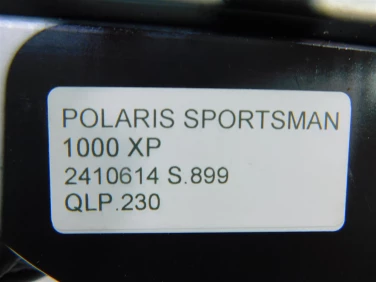 POLARIS SPORTSMAN
1000 XP
2410614 S.899
QLP.230